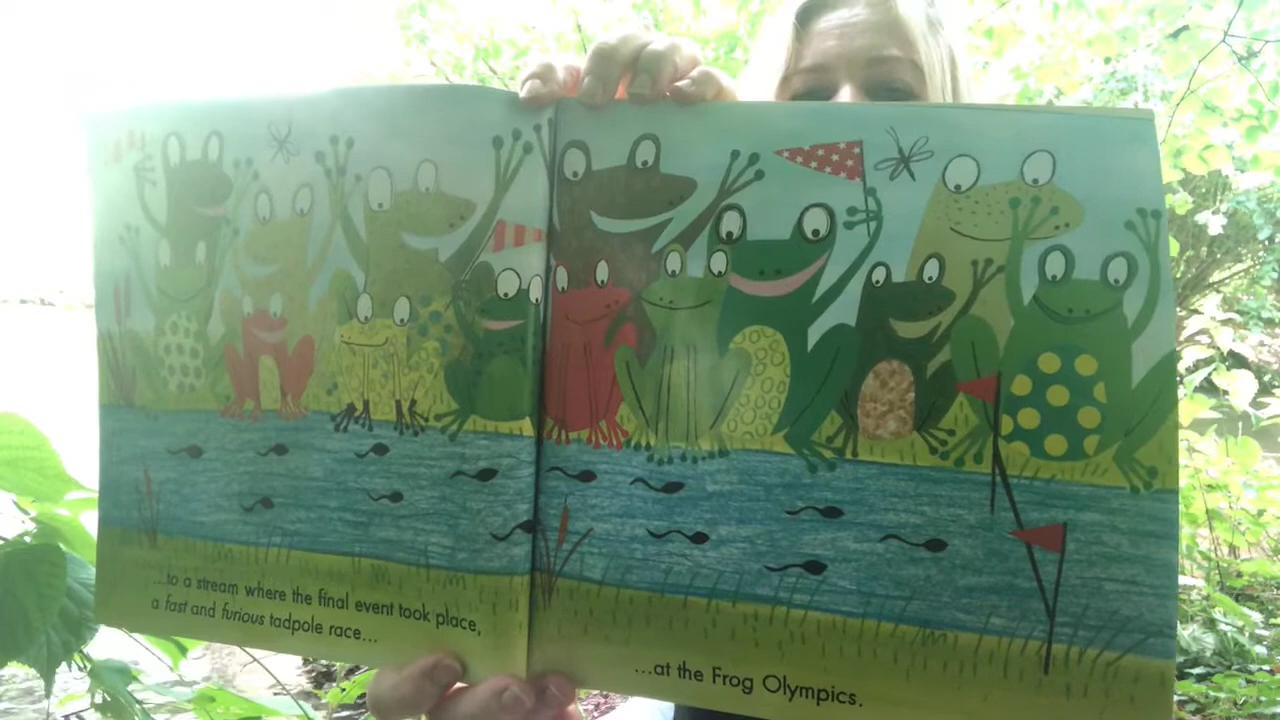 ...to a stream where the final event took place,
a fast and furious tadpole race...
...at the Frog Olympics.